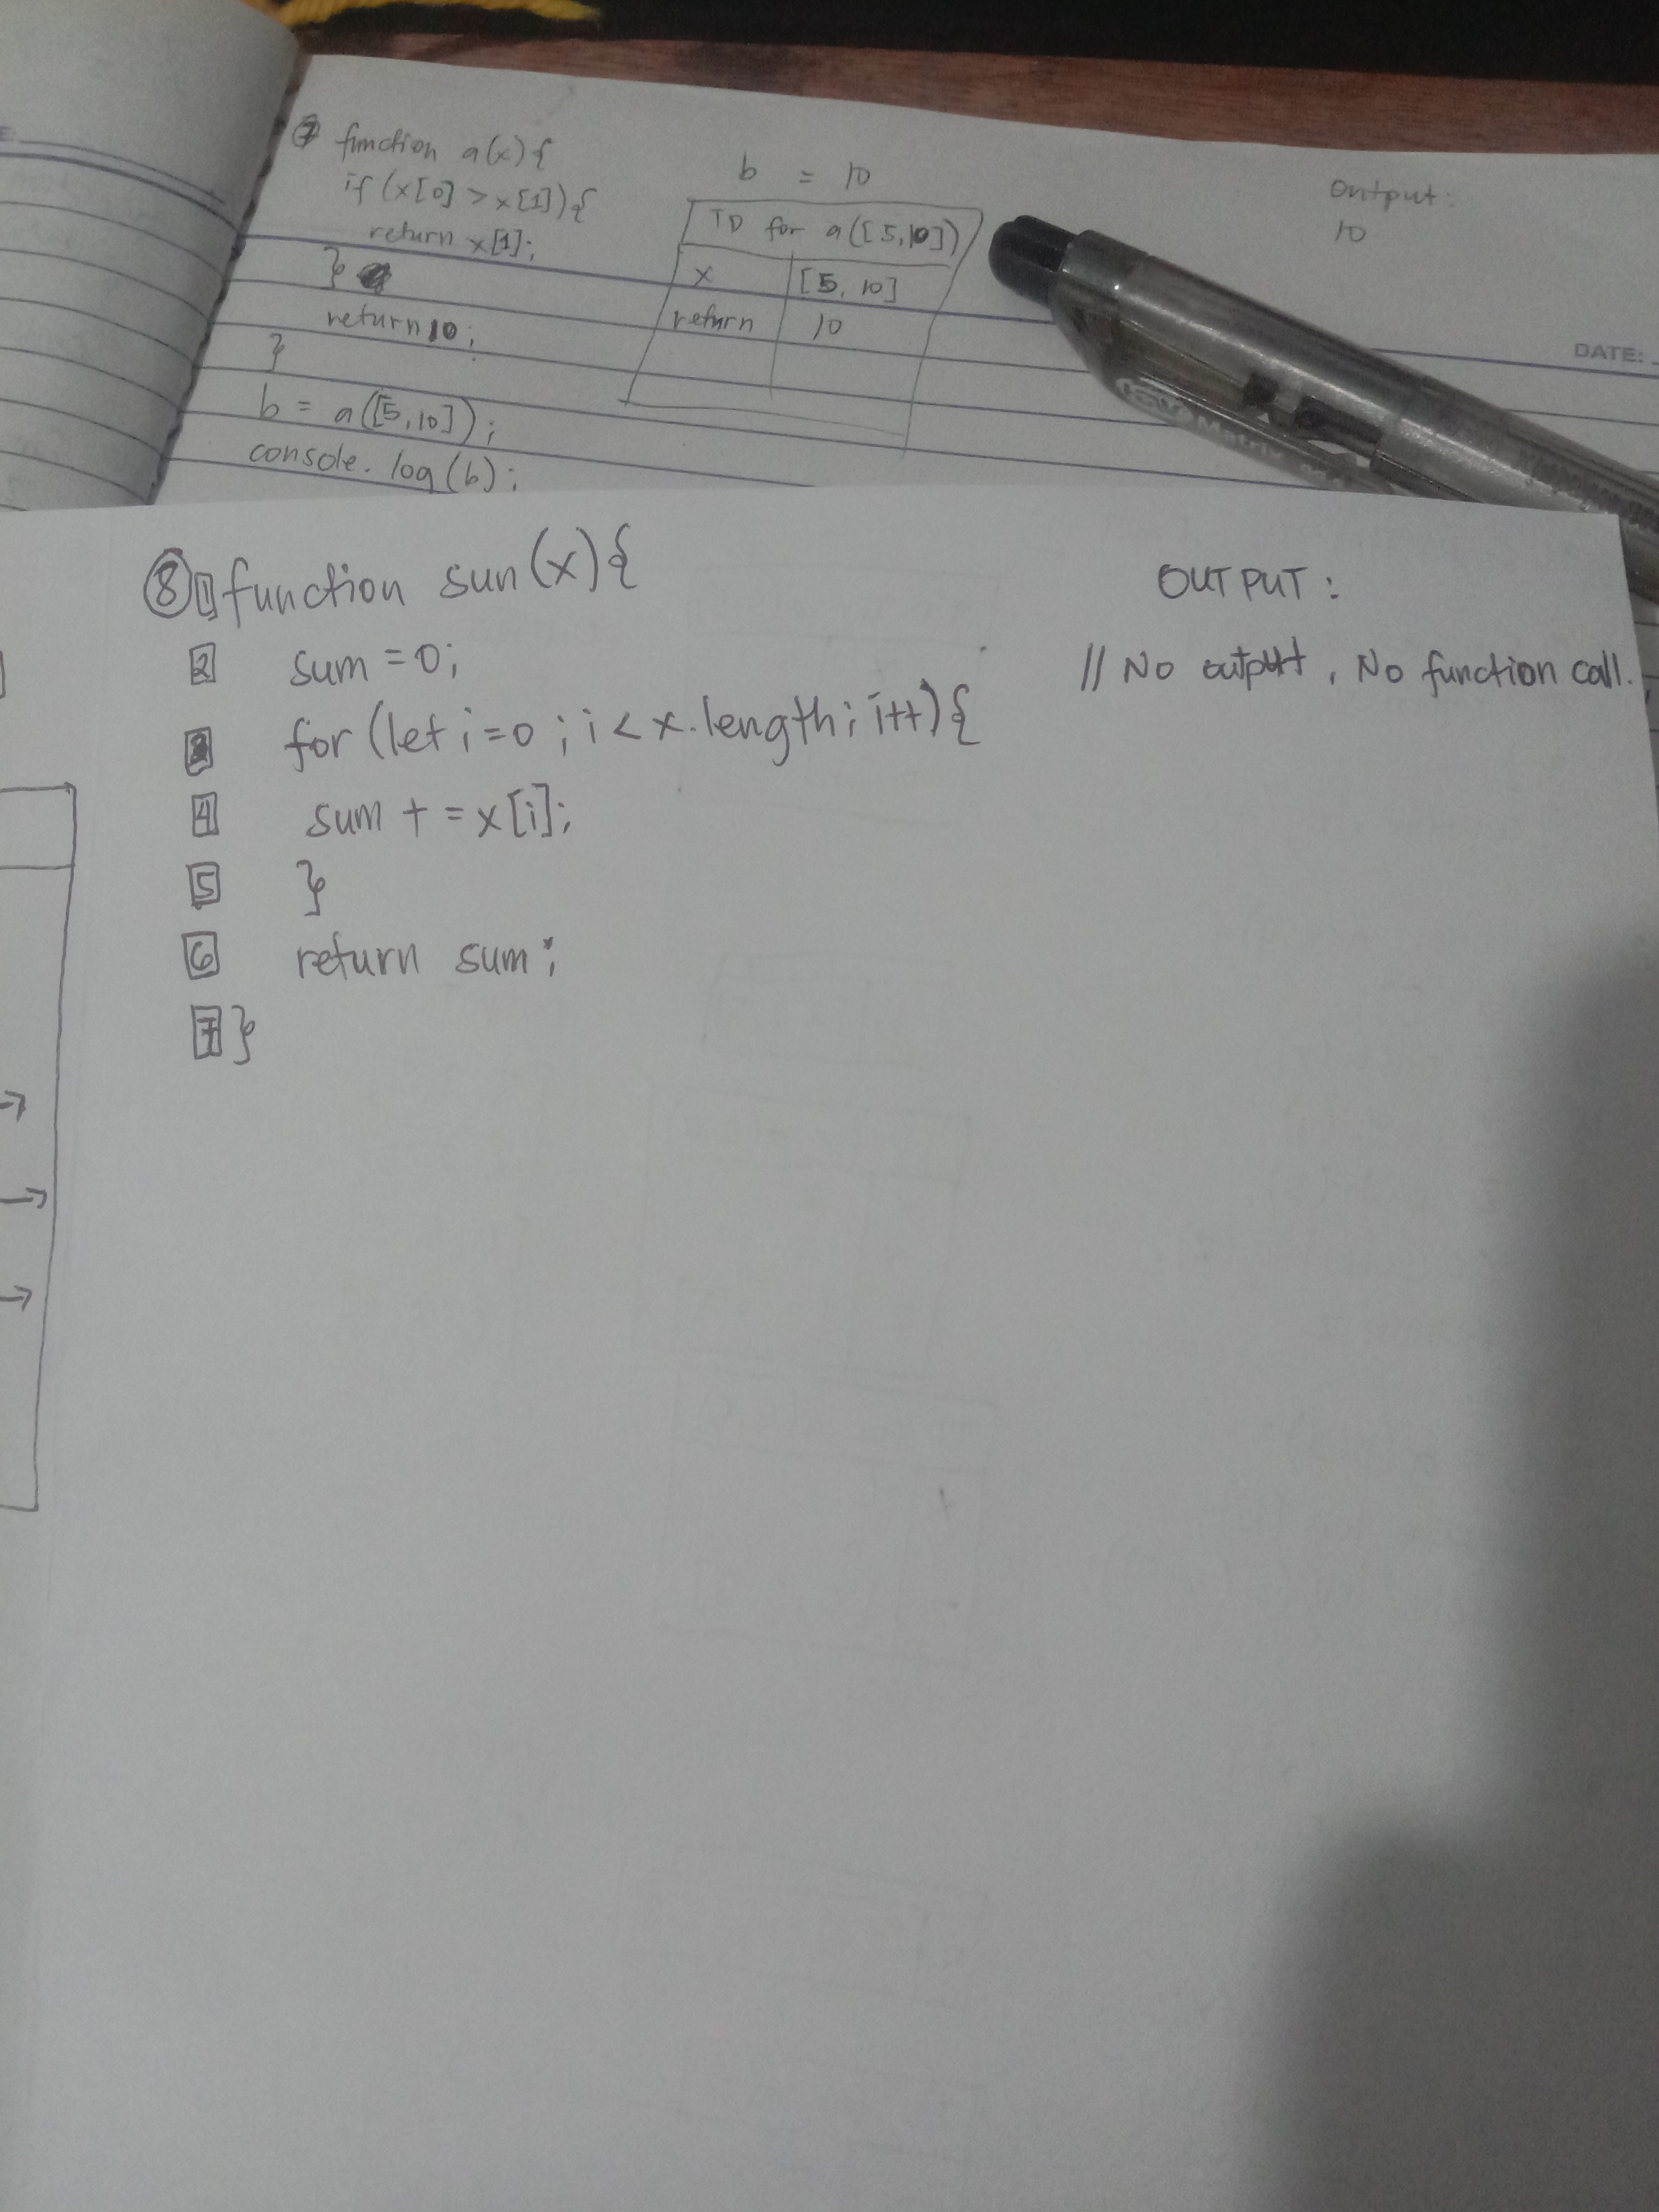 7 function a(x){
if (x[0] > x[1]){
return x[1];
}
return 10;
}
b = a([5,10]);
console.log(b);
b = 10
TD for a([5,10])
x [5, 10]
return 10
Output:
10
DATE:
Matrix
8 1 function sun(x){
2 sum = 0;
3 for (let i = 0 ; i < x.length; i++){
4 sum + = x[i];
5 }
6 return sum;
7 }
OUTPUT:
// No output, No function call.